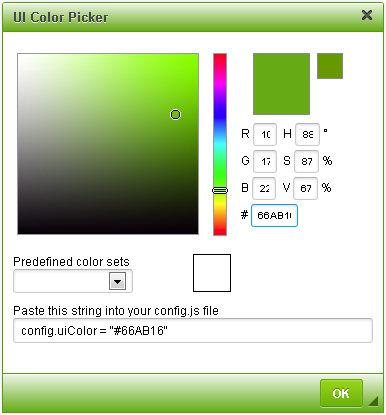 UI Color Picker
R 10 H 88 °
G 17 S 87 %
B 22 V 67 %
# 66AB1
Predefined color sets
Paste this string into your config.js file
config.uiColor = "#66AB16"
OK